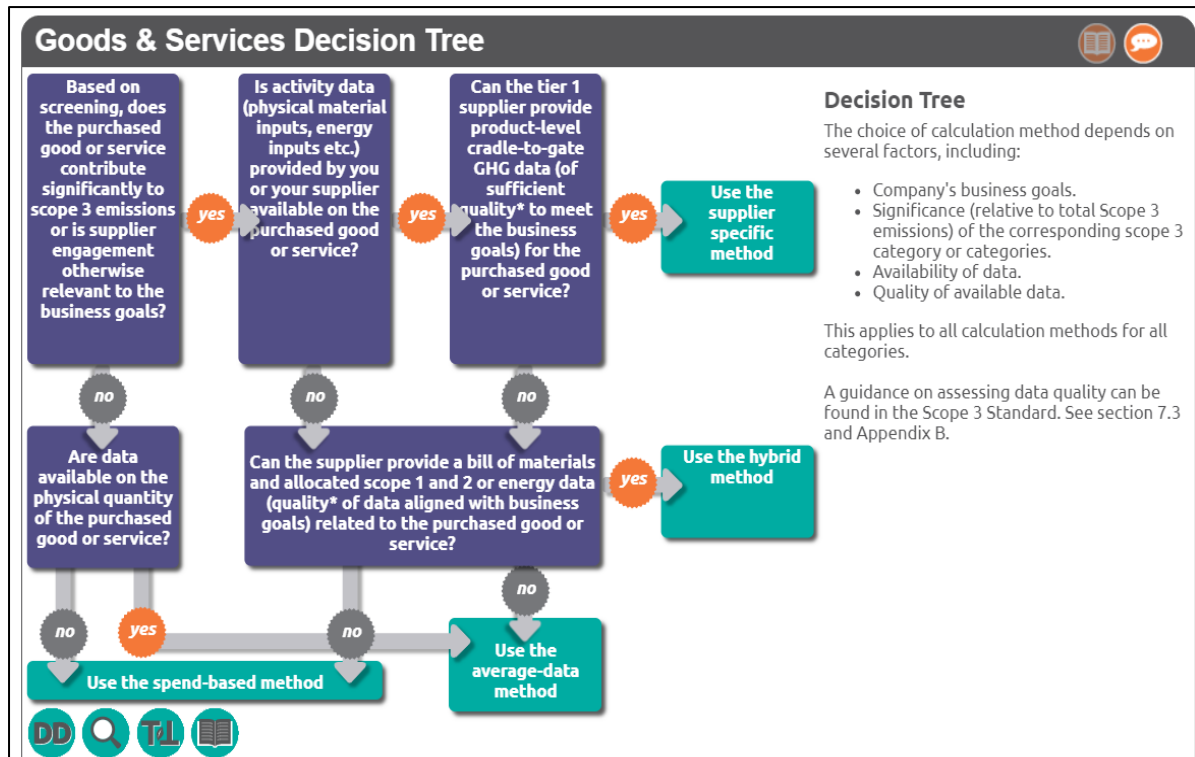 Goods & Services Decision Tree
Based on
screening, does
the purchased
good or service
contribute
significantly to
scope 3 emissions
or is supplier
engagement
otherwise
relevant to the
business goals?
yes
Is activity data
(physical material
inputs, energy
inputs etc.)
provided by you
or your supplier
available on the
purchased good
or service?
yes
Can the tier 1
supplier provide
product-level
cradle-to-gate
GHG data (of
sufficient
quality* to meet
the business
goals) for the
purchased good
or service?
yes
Use the
supplier
specific
method
no
no
no
Are data
available on the
physical quantity
of the purchased
good or service?
Can the supplier provide a bill of materials
and allocated scope 1 and 2 or energy data
(quality* of data aligned with business
goals) related to the purchased good or
service?
yes
Use the hybrid
method
no
yes
no
no
Use the spend-based method
Use the
average-data
method
DD
Decision Tree
The choice of calculation method depends on
several factors, including:
• Company's business goals.
• Significance (relative to total Scope 3
emissions) of the corresponding scope 3
category or categories.
• Availability of data.
• Quality of available data.
This applies to all calculation methods for all
categories.
A guidance on assessing data quality can be
found in the Scope 3 Standard. See section 7.3
and Appendix B.